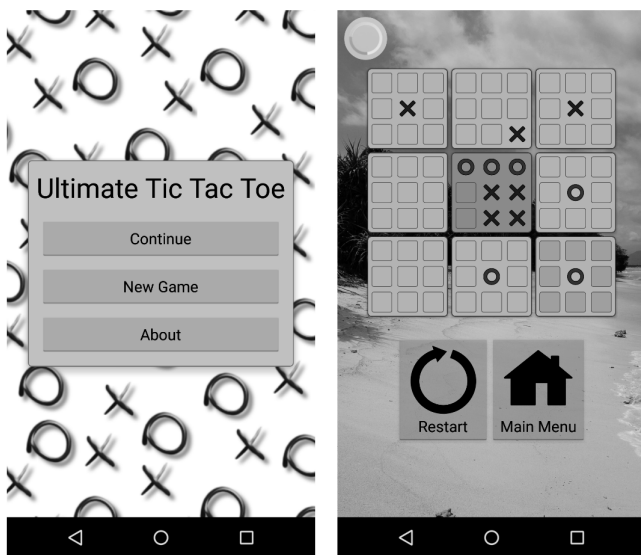 Ultimate Tic Tac Toe
Continue
New Game
About
Restart
Main Menu